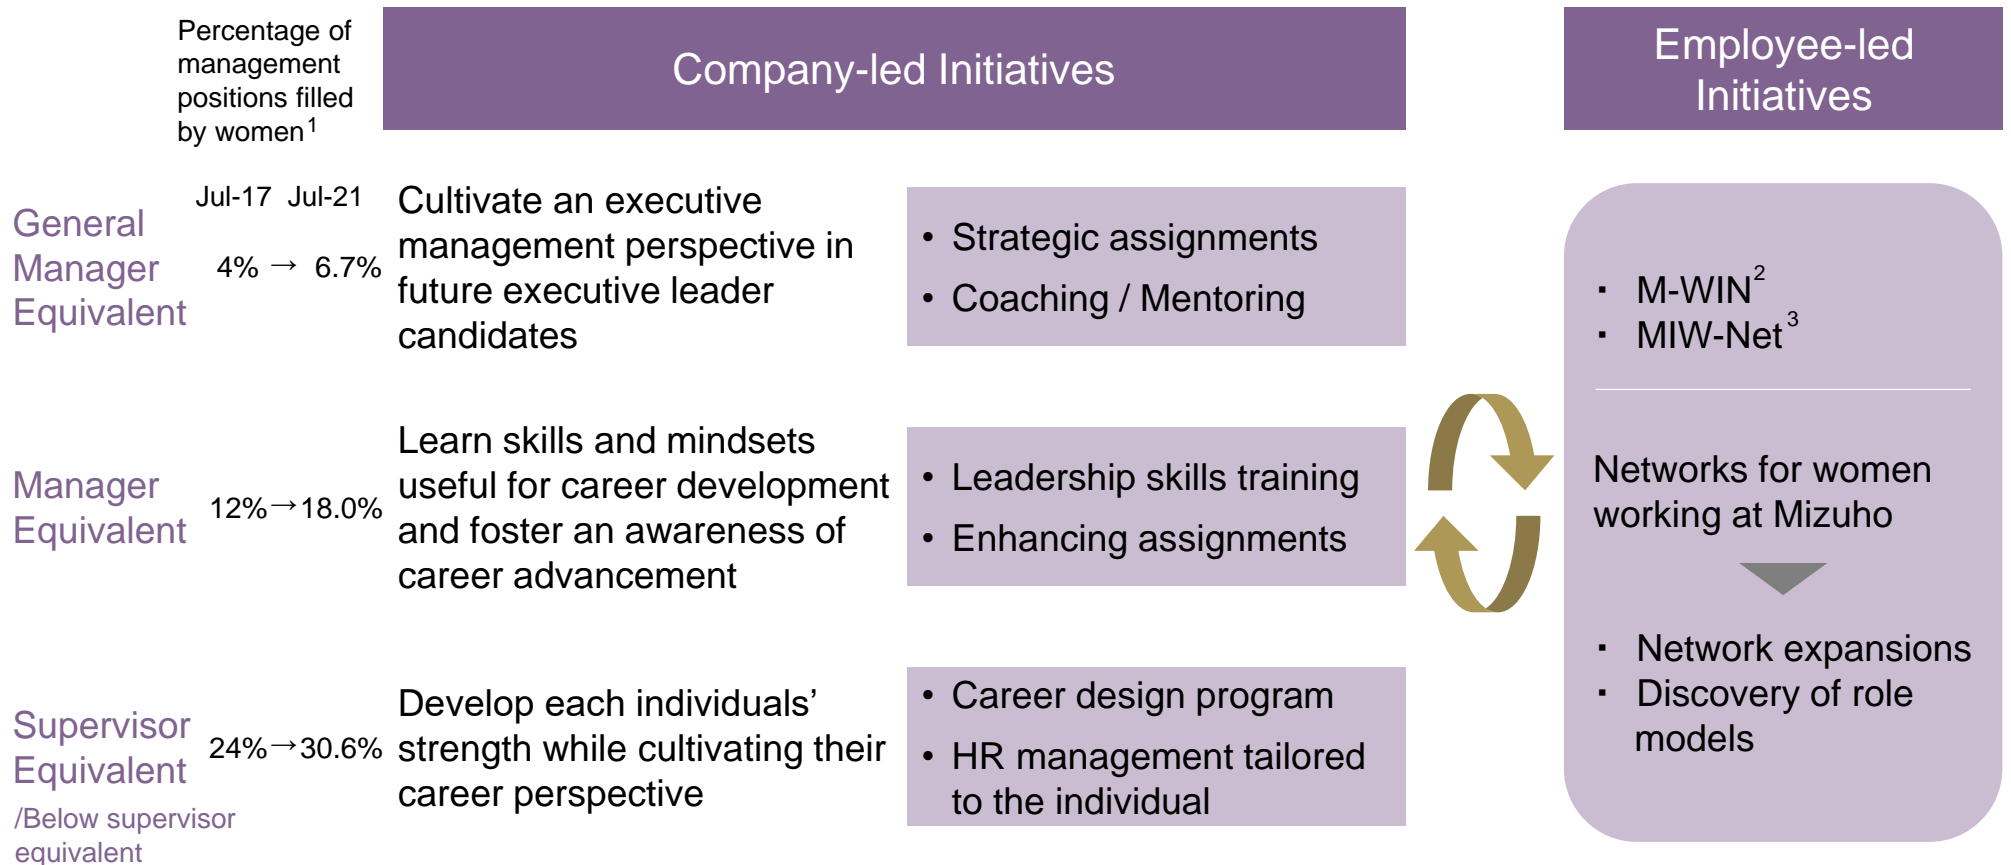 Percentage of
management
positions filled
by women1
Company-led Initiatives
Employee-led
Initiatives
Jul-17 Jul-21
General
Manager
Equivalent
4% → 6.7%
Cultivate an executive
management perspective in
future executive leader
candidates
• Strategic assignments
• Coaching / Mentoring
Manager
Equivalent
12%→18.0%
Learn skills and mindsets
useful for career development
and foster an awareness of
career advancement
• Leadership skills training
• Enhancing assignments
Supervisor
Equivalent
/Below supervisor
equivalent
24%→30.6%
Develop each individuals’
strength while cultivating their
career perspective
• Career design program
• HR management tailored
to the individual
▪ M-WIN2
▪ MIW-Net3
Networks for women
working at Mizuho
▪ Network expansions
▪ Discovery of role
models